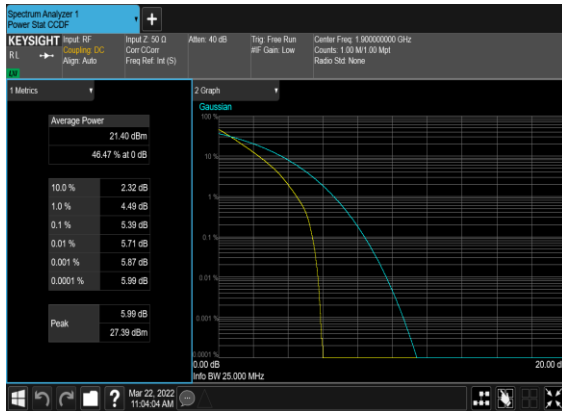 Spectrum Analyzer 1
Power Stat CCDF
+
KEYSIGHT
RL
LXI
Input: RF
Coupling: DC
Align: Auto
Input Z: 50 Ω
Corr CCorr
Freq Ref: Int (S)
Atten: 40 dB
Trig: Free Run
#IF Gain: Low
Center Freq: 1.900000000 GHz
Counts: 1.00 M/1.00 Mpt
Radio Std: None
1 Metrics
Average Power
21.40 dBm
46.47 % at 0 dB
10.0 % 2.32 dB
1.0 % 4.49 dB
0.1 % 5.39 dB
0.01 % 5.71 dB
0.001 % 5.87 dB
0.0001 % 5.99 dB
Peak
5.99 dB
27.39 dBm
2 Graph
Gaussian
100 %
10 %
1 %
0.1 %
0.01 %
0.001 %
0.0001 %
0.00 dB
20.00 d
Info BW 25.000 MHz
?
Mar 22, 2022
11:04:04 AM